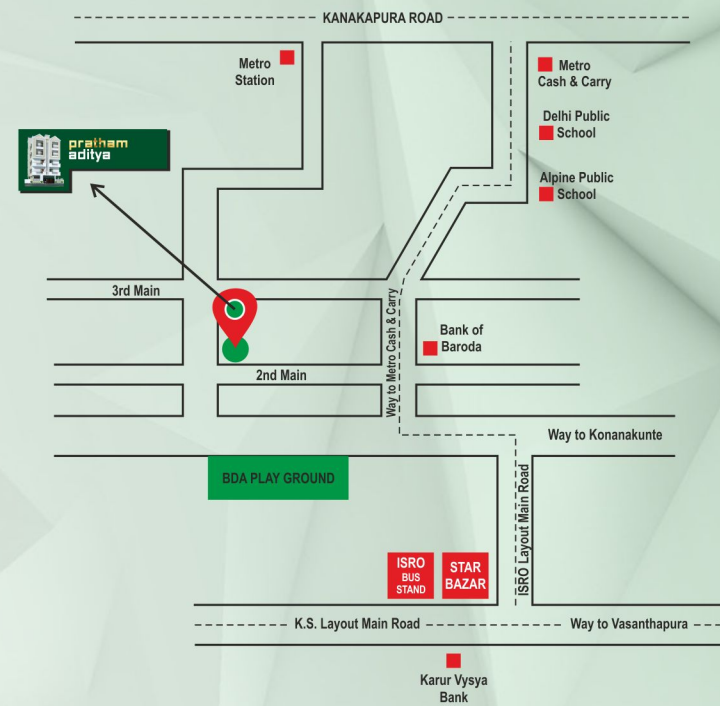 KANAKAPURA ROAD
Metro
Station
Metro
Cash & Carry
Delhi Public
School
pratham
aditya
Alpine Public
School
3rd Main
Way to Metro Cash & Carry
Bank of
Baroda
2nd Main
Way to Konanakunte
BDA PLAY GROUND
ISRO Layout Main Road
ISRO
BUS
STAND
STAR
BAZAR
K.S. Layout Main Road
Way to Vasanthapura
Karur Vysya
Bank